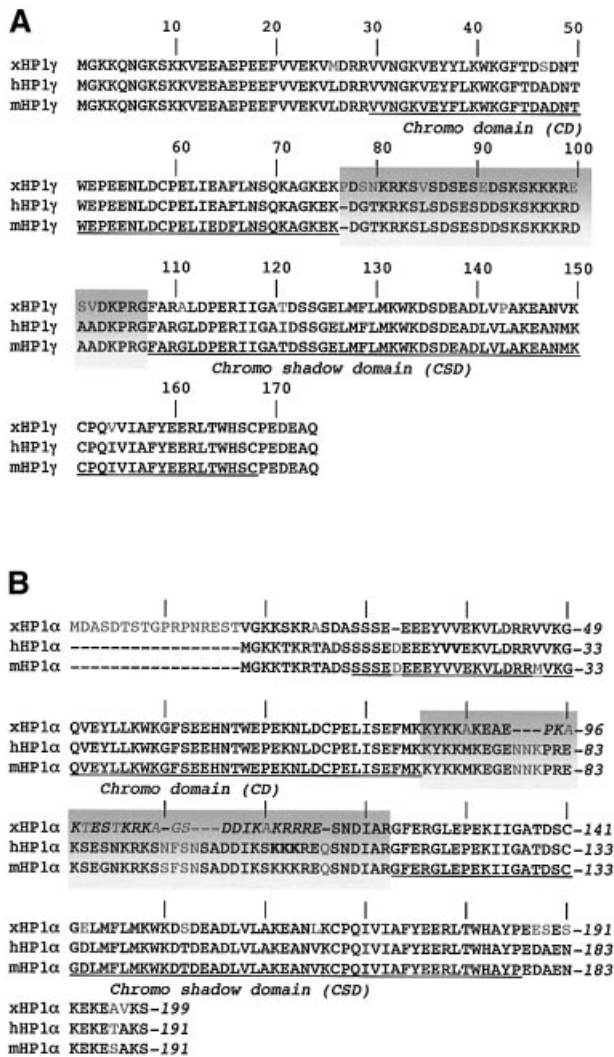 A
10 20 30 40 50
xHP1γ MGKKQNGKSKKVEEAEPEEFVVEKVMDRRVVNGKVEYYLKWKGFTDSDNT
hHP1γ MGKKQNGKSKKVEEAEPEEFVVEKVLDRRVVNGKVEYFLKWKGFTDADNT
mHP1γ MGKKQNGKSKKVEEAEPEEFVVEKVLDRRVVNGKVEYFLKWKGFTDADNT
Chromo domain (CD)
60 70 80 90 100
xHP1γ WEPEENLDCPELIEAFLNSQKAGKEKPDSNKRKSVSDSESEDSKSKKKRE
hHP1γ WEPEENLDCPELIEAFLNSQKAGKEK-DGTKRKSLSDSESDDSKSKKKRD
mHP1γ WEPEENLDCPELIEDFLNSQKAGKEK-DGTKRKSLSDSESDDSKSKKKRD
110 120 130 140 150
xHP1γ SVDKPRGFARALDPERIIGATDSSGELMFLMKWKDSDEADLVPAKEANVK
hHP1γ AADKPRGFARGLDPERIIGATDSSGELMFLMKWKDSDEADLVLAKEANMK
mHP1γ AADKPRGFARGLDPERIIGATDSSGELMFLMKWKDSDEADLVLAKEANMK
Chromo shadow domain (CSD)
160 170
xHP1γ CPQVVIAFYEERLTWHSCPEDEAQ
hHP1γ CPQIVIAFYEERLTWHSCPEDEAQ
mHP1γ CPQIVIAFYEERLTWHSCPEDEAQ
B
xHP1α MDASDTSTGPRPNRESTVGKKSKRASDASSSE-EEEYVVEKVLDRRVVKG-49
hHP1α -----------------MGKKTKRTADSSSSEDEEEYVVEKVLDRRVVKG-33
mHP1α -----------------MGKKTKRTADSSSSEDEEEYVVEKVLDRRMVKG-33
xHP1α QVEYLLKWKGFSEEHNTWEPEKNLDCPELISEFMKKYKKAKEAE---PKA-96
hHP1α QVEYLLKWKGFSEEHNTWEPEKNLDCPELISEFMKKYKKMKEGENNKPRE-83
mHP1α QVEYLLKWKGFSEEHNTWEPEKNLDCPELISEFMKKYKKMKEGENNKPRE-83
Chromo domain (CD)
xHP1α KTESTKRKA-GS---DDIKAKRRRE-SNDIARGFERGLEPEKIIGATDSC-141
hHP1α KSESNKRKSNFSNSADDIKSKKKREQSNDIARGFERGLEPEKIIGATDSC-133
mHP1α KSEGNKRKSSFSNSADDIKSKKKREQSNDIARGFERGLEPEKIIGATDSC-133
xHP1α GELMFLMKWKDSDEADLVLAKEANLKCPQIVIAFYEERLTWHAYPEESES-191
hHP1α GDLMFLMKWKDTDEADLVLAKEANVKCPQIVIAFYEERLTWHAYPEDAEN-183
mHP1α GDLMFLMKWKDTDEADLVLAKEANVKCPQIVIAFYEERLTWHAYPEDAEN-183
Chromo shadow domain (CSD)
xHP1α KEKEAVKS-199
hHP1α KEKETAKS-191
mHP1α KEKESAKS-191